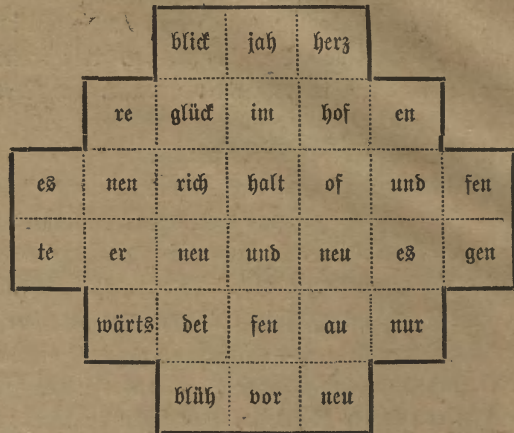 blick jah herz
re glück im hof en
es nen rich halt of und fen
te er neu und neu es gen
wärts dei fen au nur
blüh vor neu